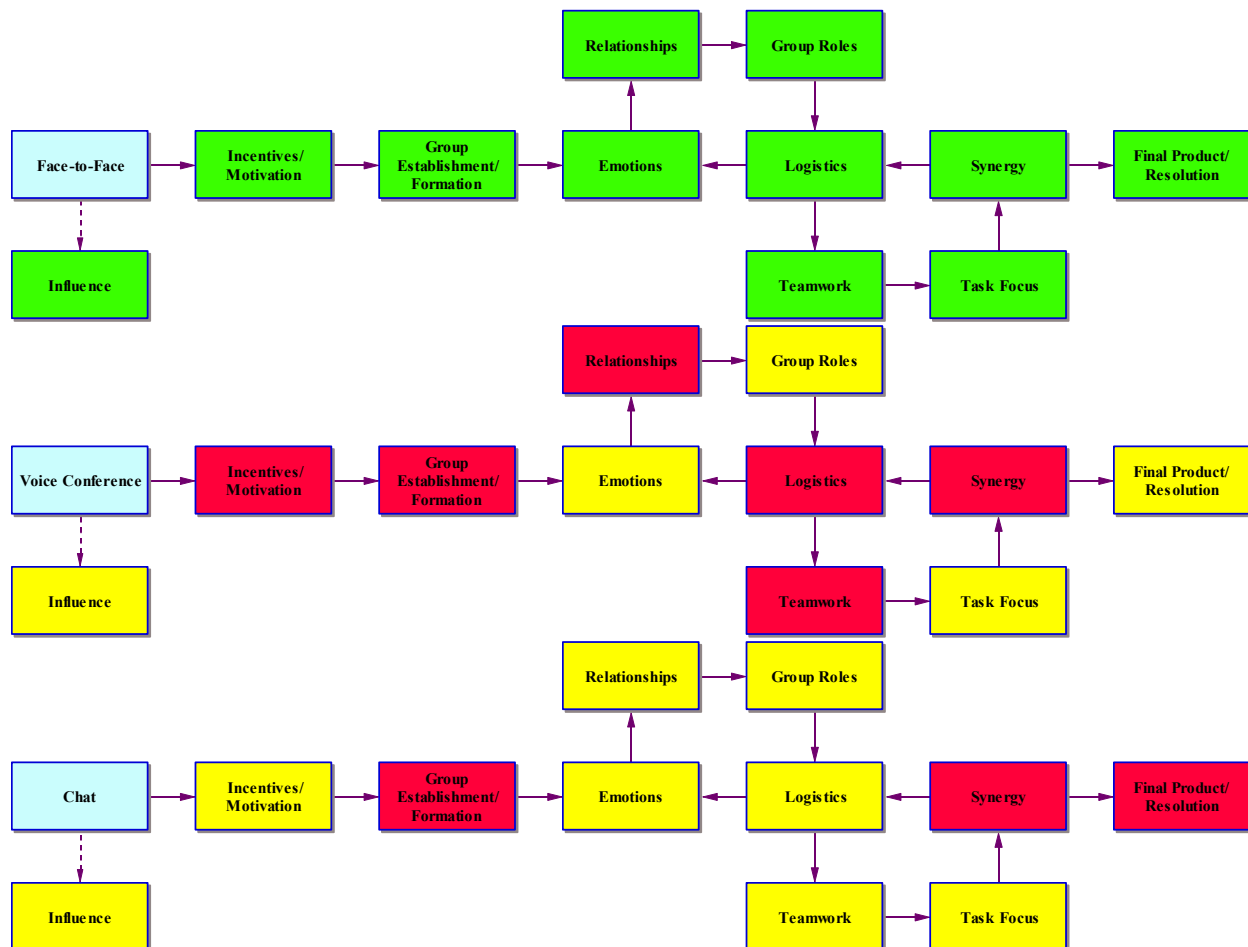 Relationships
Group Roles
Face-to-Face
Incentives/
Motivation
Group
Establishment/
Formation
Emotions
Logistics
Synergy
Final Product/
Resolution
Influence
Teamwork
Task Focus
Relationships
Group Roles
Voice Conference
Incentives/
Motivation
Group
Establishment/
Formation
Emotions
Logistics
Synergy
Final Product/
Resolution
Influence
Teamwork
Task Focus
Relationships
Group Roles
Chat
Incentives/
Motivation
Group
Establishment/
Formation
Emotions
Logistics
Synergy
Final Product/
Resolution
Influence
Teamwork
Task Focus